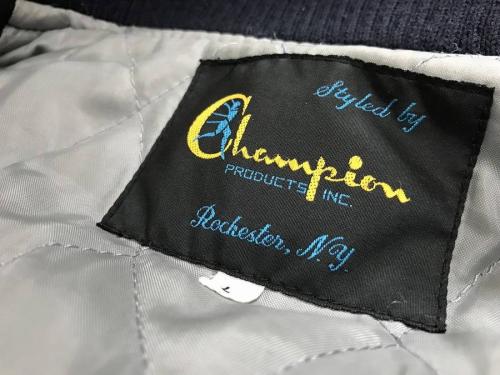 Styled by
Champion
PRODUCTS, INC.
Rochester, N.Y.
L